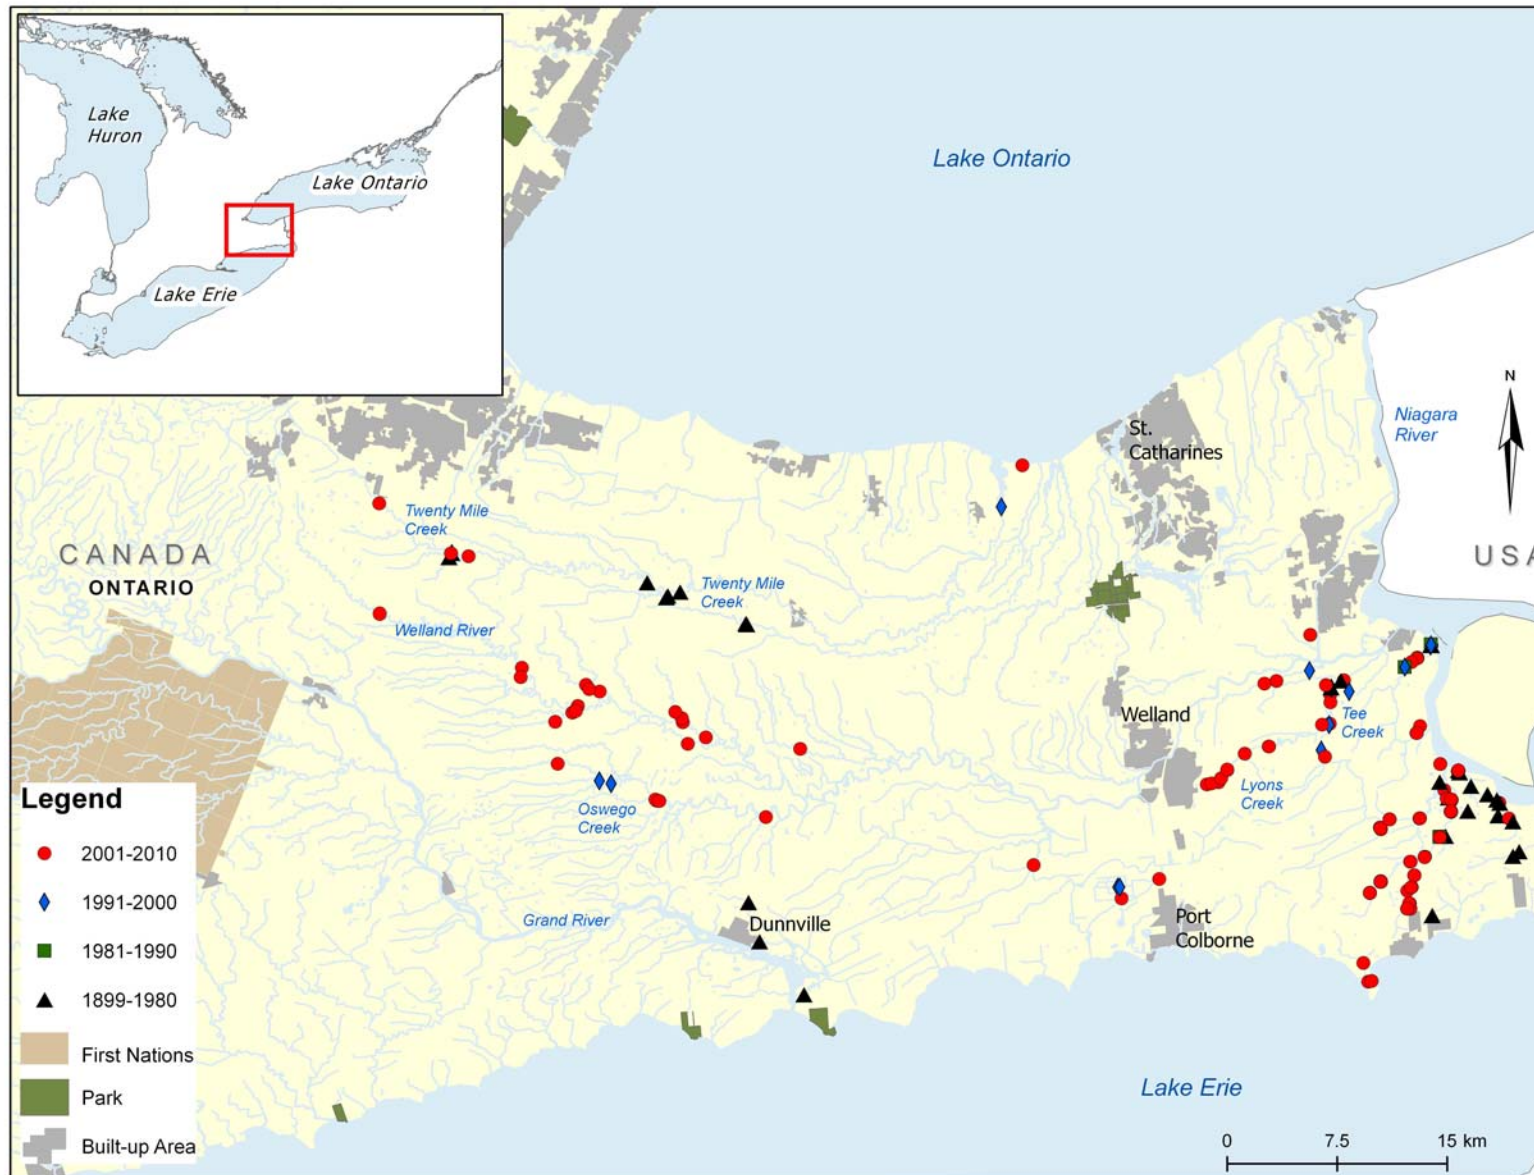 Lake
Huron
Lake Ontario
Lake Erie
Lake Ontario
N
Niagara
River
St.
Catharines
USA
CANADA
ONTARIO
Twenty Mile
Creek
Twenty Mile
Creek
Welland River
Welland
Tee
Creek
Lyons
Creek
Oswego
Creek
Grand River
Dunnville
Port
Colborne
Lake Erie
Legend
2001-2010
1991-2000
1981-1990
1899-1980
First Nations
Park
Built-up Area
0 7.5 15 km